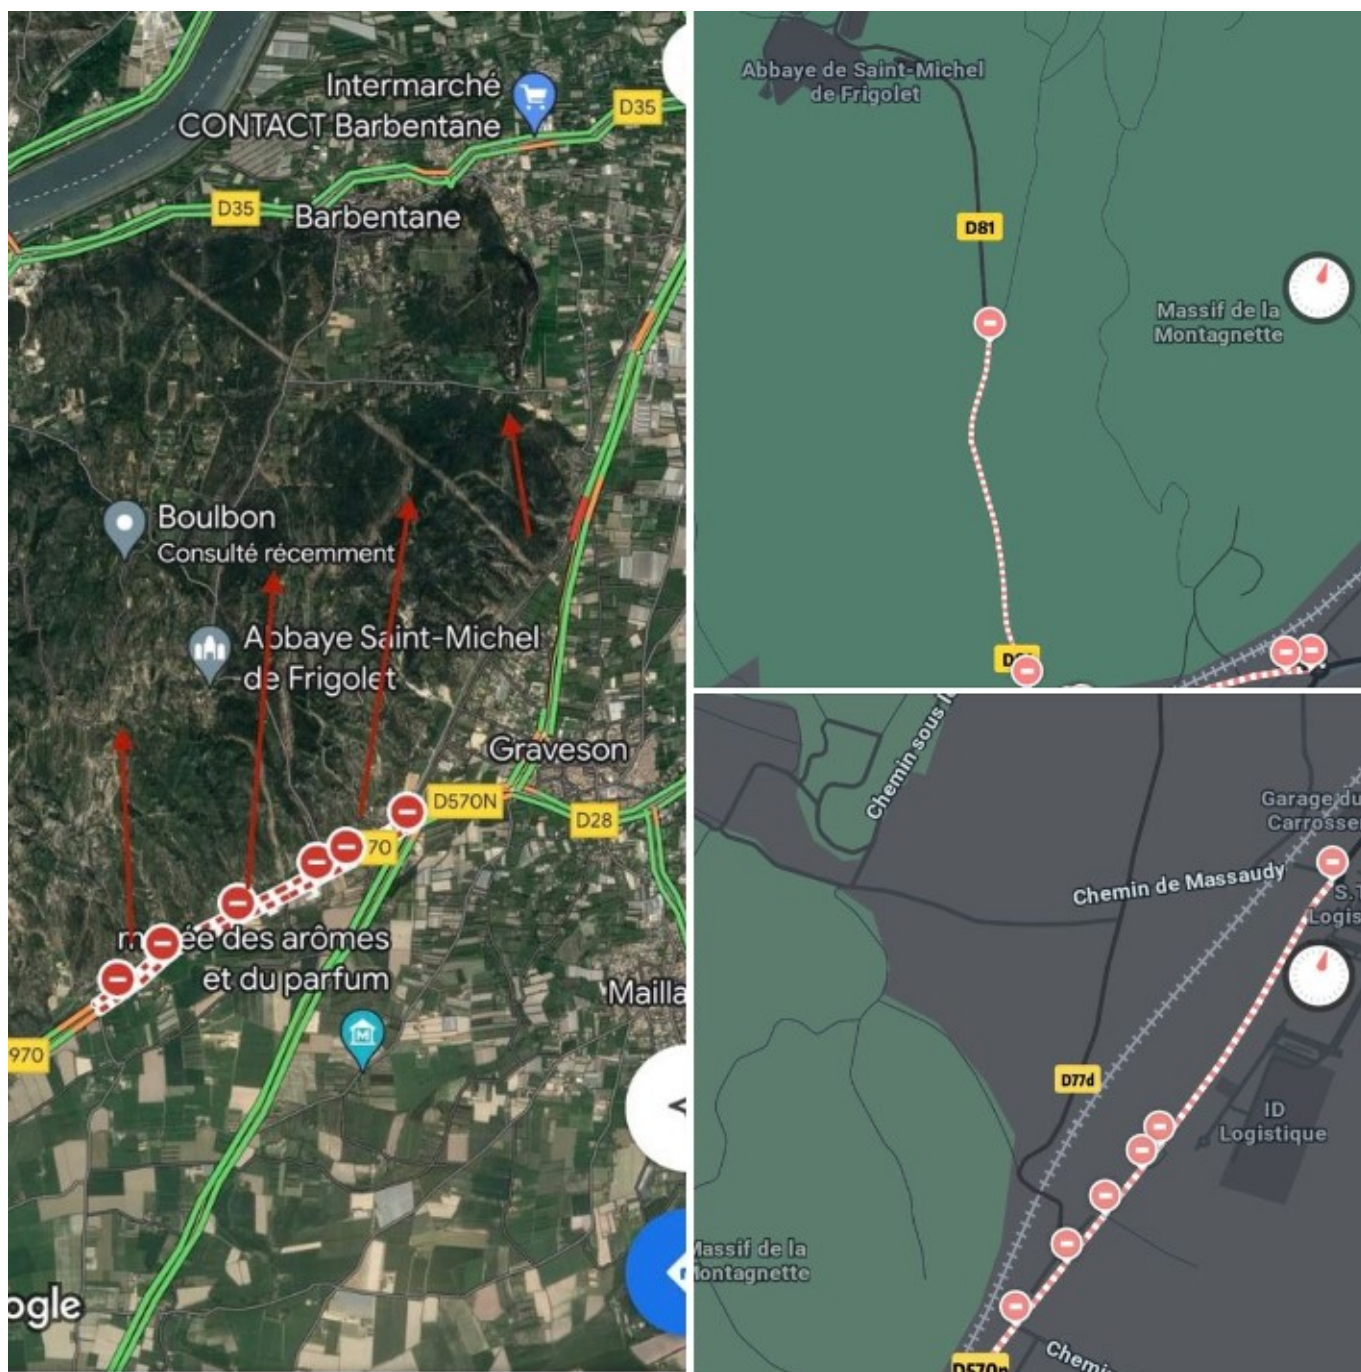 Intermarché
CONTACT Barbentane
D35
D35
Barbentane
Boulbon
Consulté récemment
Abbaye Saint-Michel
de Frigolet
Graveson
D570N
70
D28
ée des arômes
et du parfum
Mailla
970
ogle
Abbaye de Saint-Michel
de Frigolet
D81
Massif de la
Montagnette
Chemin sous
Garage du
Carrosse
Chemin de Massaudy
S.
Logis
D77d
ID
Logistique
Massif de la
Montagnette
D570n
Chemin